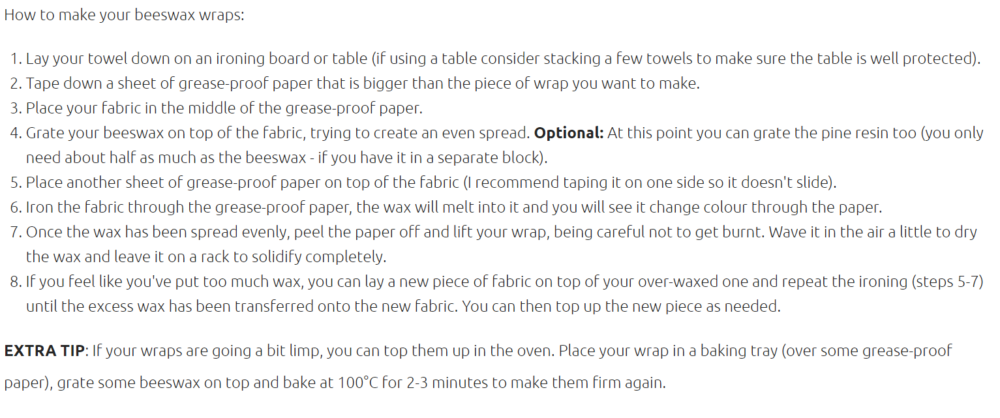 How to make your beeswax wraps:
1. Lay your towel down on an ironing board or table (if using a table consider stacking a few towels to make sure the table is well protected).
2. Tape down a sheet of grease-proof paper that is bigger than the piece of wrap you want to make.
3. Place your fabric in the middle of the grease-proof paper.
4. Grate your beeswax on top of the fabric, trying to create an even spread. Optional: At this point you can grate the pine resin too (you only
need about half as much as the beeswax - if you have it in a separate block).
5. Place another sheet of grease-proof paper on top of the fabric (I recommend taping it on one side so it doesn't slide).
6. Iron the fabric through the grease-proof paper, the wax will melt into it and you will see it change colour through the paper.
7. Once the wax has been spread evenly, peel the paper off and lift your wrap, being careful not to get burnt. Wave it in the air a little to dry
the wax and leave it on a rack to solidify completely.
8. If you feel like you've put too much wax, you can lay a new piece of fabric on top of your over-waxed one and repeat the ironing (steps 5-7)
until the excess wax has been transferred onto the new fabric. You can then top up the new piece as needed.
EXTRA TIP: If your wraps are going a bit limp, you can top them up in the oven. Place your wrap in a baking tray (over some grease-proof
paper), grate some beeswax on top and bake at 100°C for 2-3 minutes to make them firm again.